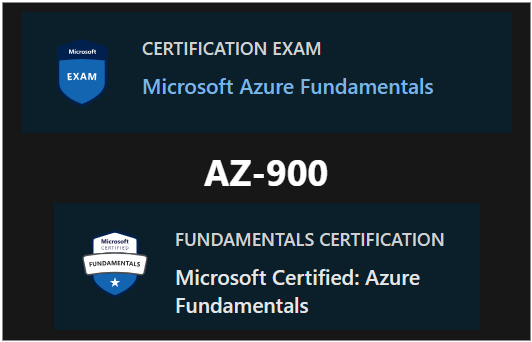 Microsoft
EXAM
CERTIFICATION EXAM
Microsoft Azure Fundamentals
AZ-900
Microsoft
CERTIFIED
FUNDAMENTALS
FUNDAMENTALS CERTIFICATION
Microsoft Certified: Azure
Fundamentals